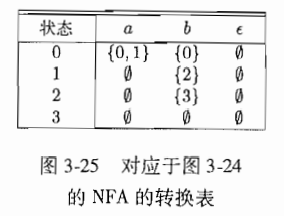 状态 a b ϵ
0 {0, 1} {0} ∅
1 ∅ {2} ∅
2 ∅ {3} ∅
3 ∅ ∅ ∅
图 3-25 对应于图 3-24
的 NFA 的转换表